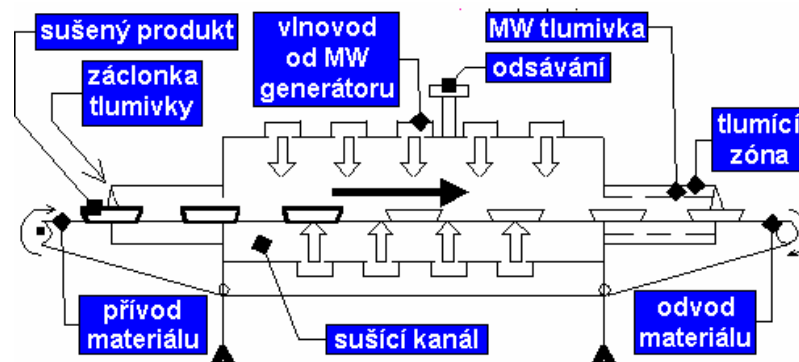 sušený produkt
vlnovod
od MW
generátoru
MW tlumivka
odsávání
záclonka
tlumivky
tlumící
zóna
přívod
materiálu
sušící kanál
odvod
materiálu